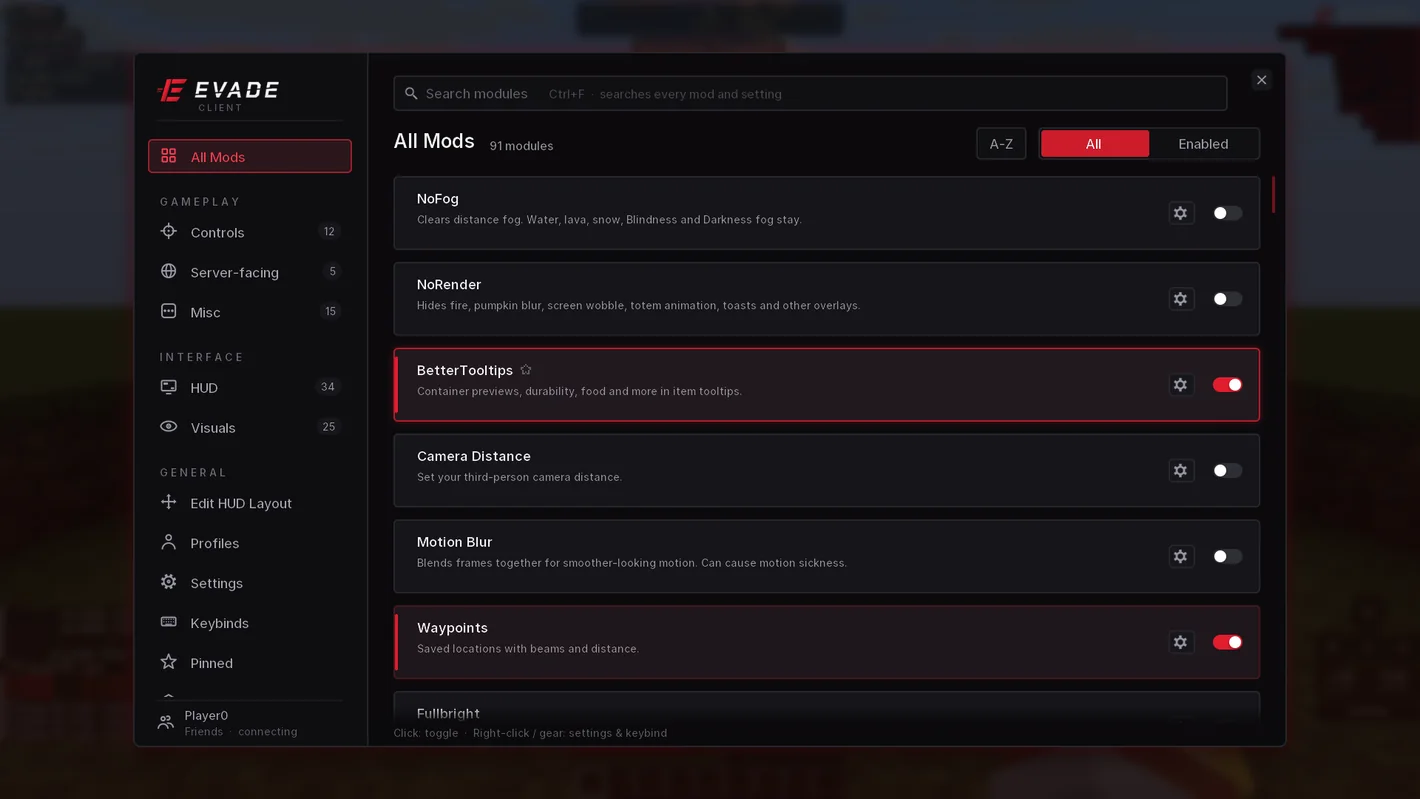 EVADE
CLIENT
All Mods
GAMEPLAY
Controls 12
Server-facing 5
Misc 15
INTERFACE
HUD 34
Visuals 25
GENERAL
Edit HUD Layout
Profiles
Settings
Keybinds
Pinned
Player0
Friends · connecting
Search modules Ctrl+F · searches every mod and setting
All Mods 91 modules A-Z All Enabled
NoFog
Clears distance fog. Water, lava, snow, Blindness and Darkness fog stay.
NoRender
Hides fire, pumpkin blur, screen wobble, totem animation, toasts and other overlays.
BetterTooltips
Container previews, durability, food and more in item tooltips.
Camera Distance
Set your third-person camera distance.
Motion Blur
Blends frames together for smoother-looking motion. Can cause motion sickness.
Waypoints
Saved locations with beams and distance.
Fullbright
Click: toggle · Right-click / gear: settings & keybind